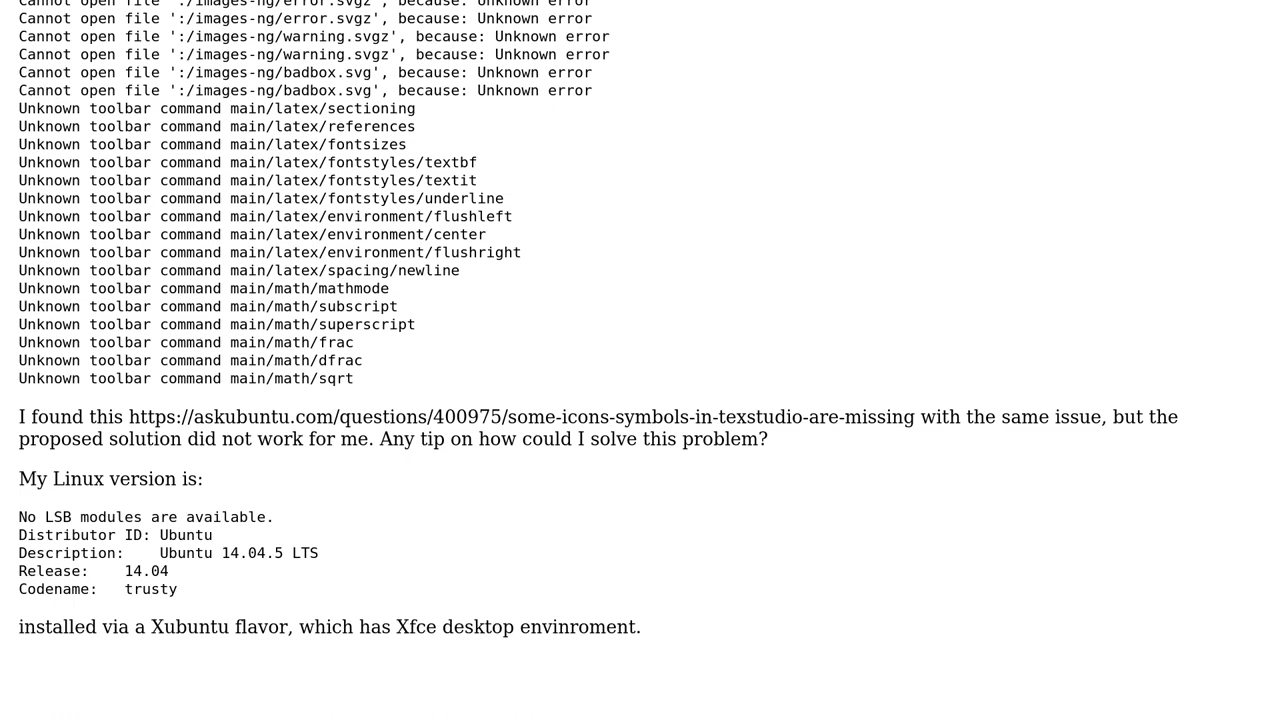 Cannot open file ':/images-ng/error.svgz', because: Unknown error
Cannot open file ':/images-ng/error.svgz', because: Unknown error
Cannot open file ':/images-ng/warning.svgz', because: Unknown error
Cannot open file ':/images-ng/warning.svgz', because: Unknown error
Cannot open file ':/images-ng/badbox.svg', because: Unknown error
Cannot open file ':/images-ng/badbox.svg', because: Unknown error
Unknown toolbar command main/latex/sectioning
Unknown toolbar command main/latex/references
Unknown toolbar command main/latex/fontsizes
Unknown toolbar command main/latex/fontstyles/textbf
Unknown toolbar command main/latex/fontstyles/textit
Unknown toolbar command main/latex/fontstyles/underline
Unknown toolbar command main/latex/environment/flushleft
Unknown toolbar command main/latex/environment/center
Unknown toolbar command main/latex/environment/flushright
Unknown toolbar command main/latex/spacing/newline
Unknown toolbar command main/math/mathmode
Unknown toolbar command main/math/subscript
Unknown toolbar command main/math/superscript
Unknown toolbar command main/math/frac
Unknown toolbar command main/math/dfrac
Unknown toolbar command main/math/sqrt
I found this https://askubuntu.com/questions/400975/some-icons-symbols-in-texstudio-are-missing with the same issue, but the
proposed solution did not work for me. Any tip on how could I solve this problem?
My Linux version is:
No LSB modules are available.
Distributor ID: Ubuntu
Description:    Ubuntu 14.04.5 LTS
Release:    14.04
Codename:   trusty
installed via a Xubuntu flavor, which has Xfce desktop envinroment.